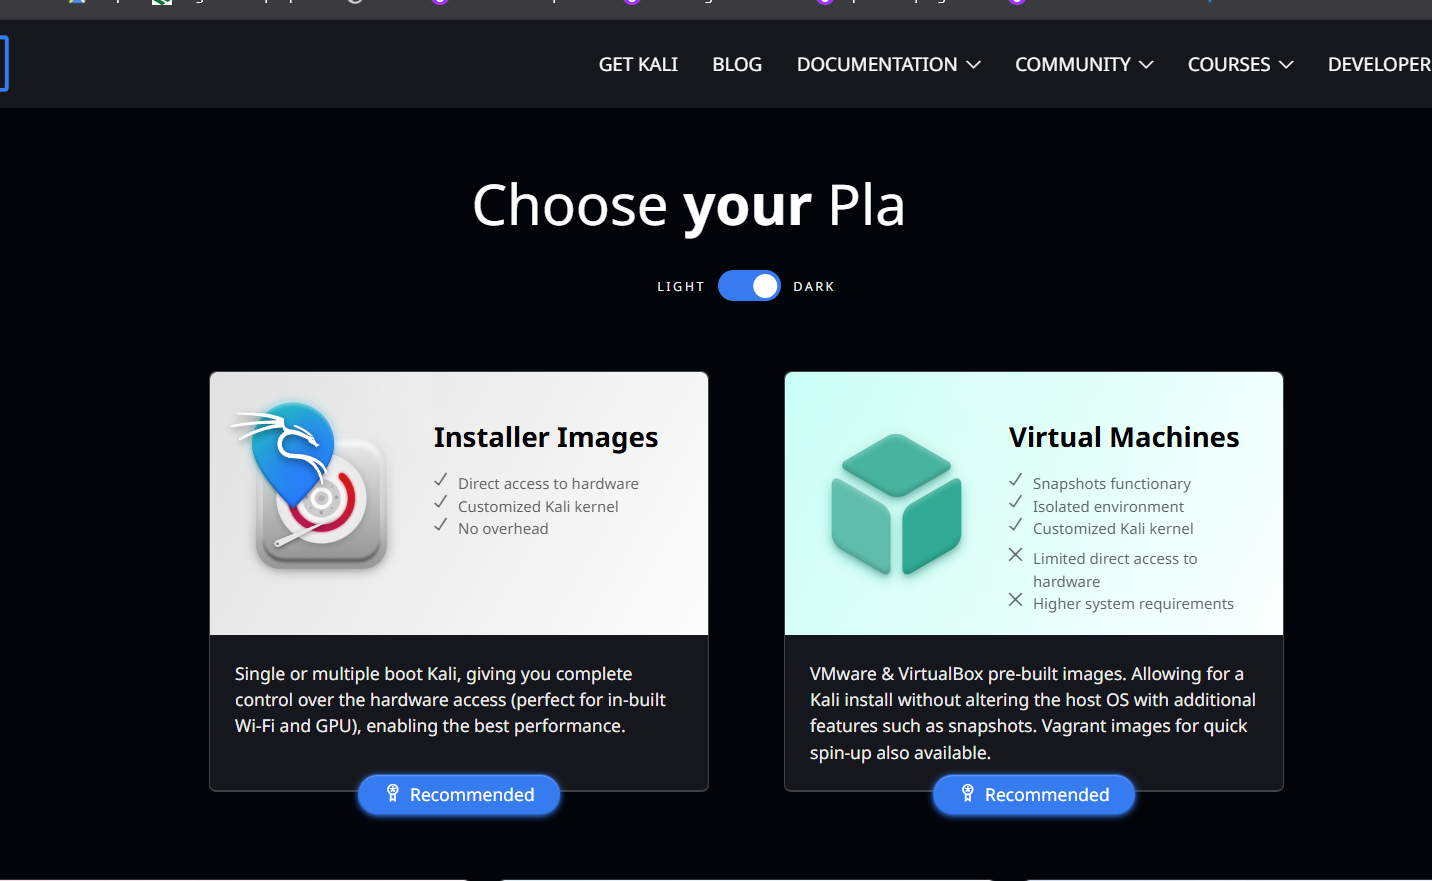 GET KALI BLOG DOCUMENTATION COMMUNITY COURSES DEVELOPER
Choose your Pla
LIGHT DARK
Installer Images
Direct access to hardware
Customized Kali kernel
No overhead
Single or multiple boot Kali, giving you complete
control over the hardware access (perfect for in-built
Wi-Fi and GPU), enabling the best performance.
Recommended
Virtual Machines
Snapshots functionary
Isolated environment
Customized Kali kernel
Limited direct access to
hardware
Higher system requirements
VMware & VirtualBox pre-built images. Allowing for a
Kali install without altering the host OS with additional
features such as snapshots. Vagrant images for quick
spin-up also available.
Recommended